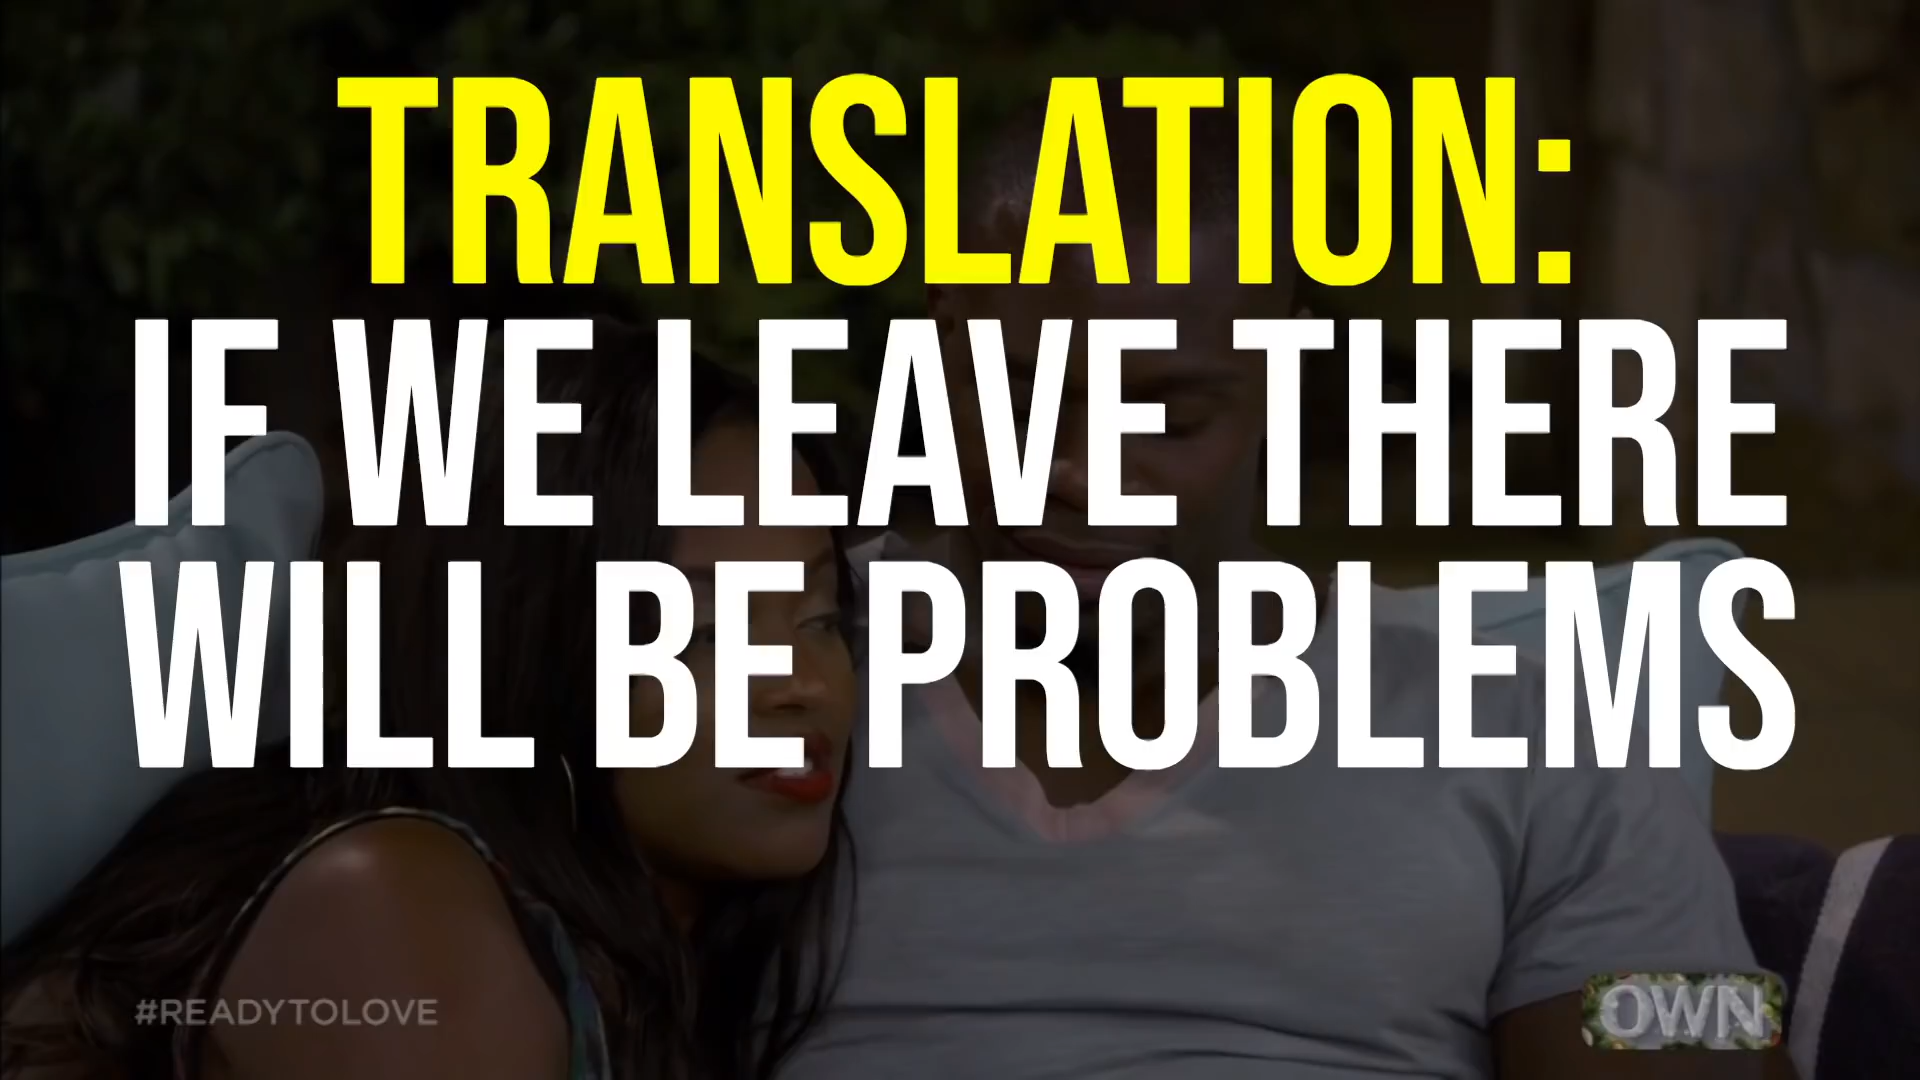 TRANSLATION:
IF WE LEAVE THERE
WILL BE PROBLEMS
#READYTOLOVE
OWN